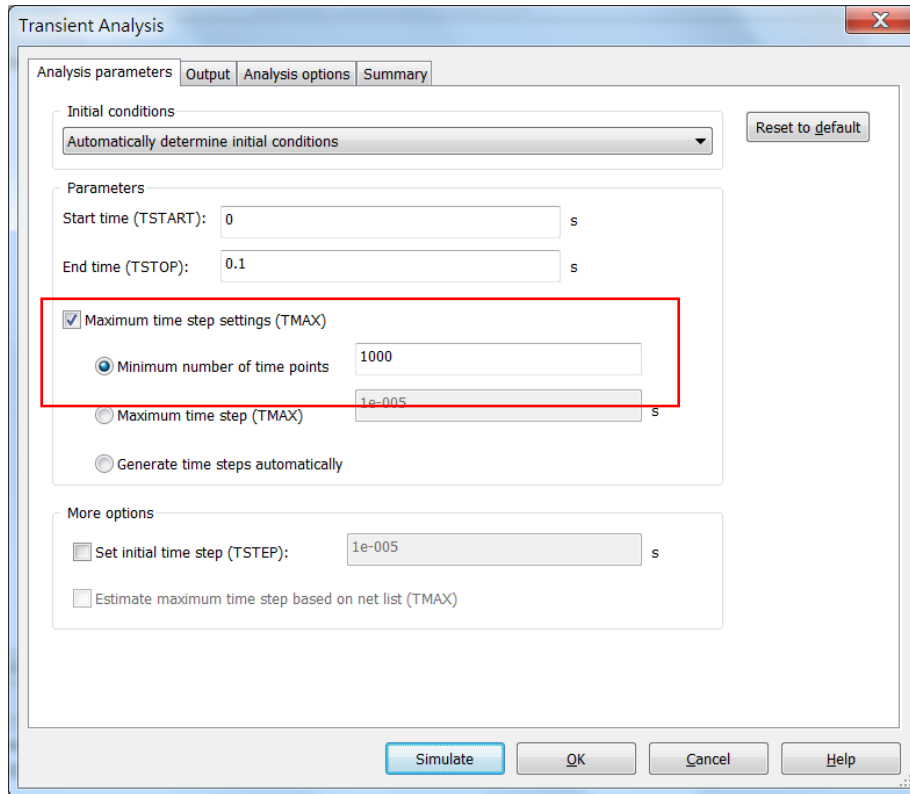 Transient Analysis
Analysis parameters Output Analysis options Summary
Initial conditions
Automatically determine initial conditions
Reset to default
Parameters
Start time (TSTART): 0 s
End time (TSTOP): 0.1 s
Maximum time step settings (TMAX)
Minimum number of time points 1000
Maximum time step (TMAX) 1e-005 s
Generate time steps automatically
More options
Set initial time step (TSTEP): 1e-005 s
Estimate maximum time step based on net list (TMAX)
Simulate OK Cancel Help